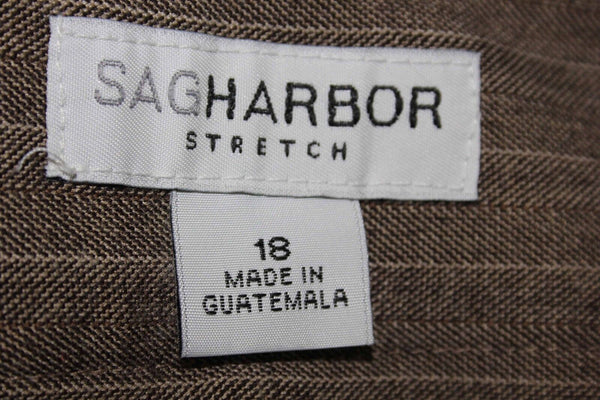 SAGHARBOR
STRETCH
18
MADE IN
GUATEMALA